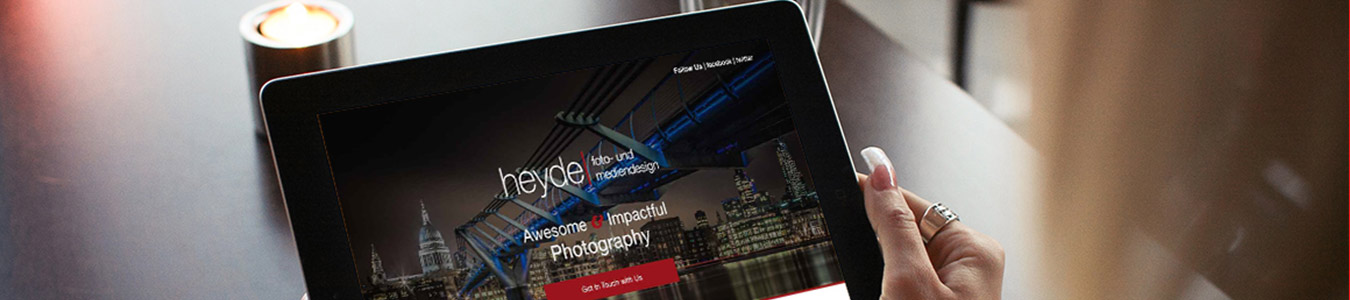 Follow Us | facebook | twitter
heyde| foto- und
mediendesign
Awesome & Impactful
Photography
Get In Touch with Us